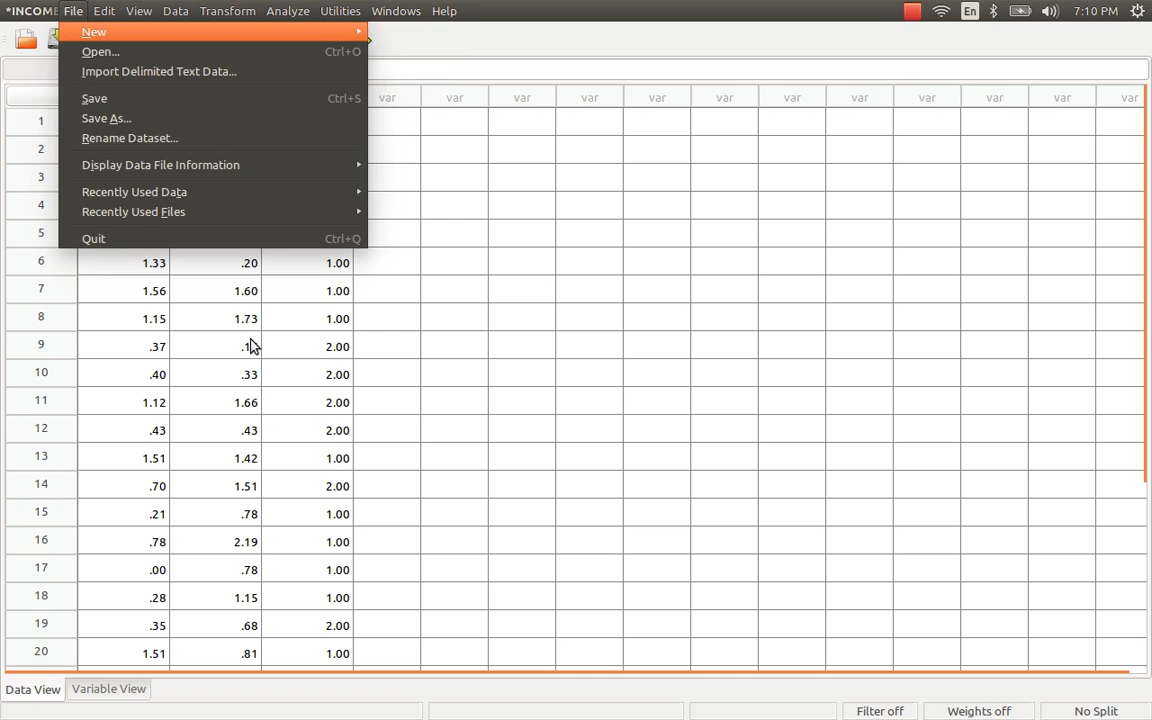 *INCOME File Edit View Data Transform Analyze Utilities Windows Help En 7:10 PM
New
Open... Ctrl+O
Import Delimited Text Data...
Save Ctrl+S
Save As...
Rename Dataset...
Display Data File Information
Recently Used Data
Recently Used Files
Quit Ctrl+Q
var var var var var var var var var var var var
1
2
3
4
5
6 1.33 .20 1.00
7 1.56 1.60 1.00
8 1.15 1.73 1.00
9 .37 2.00
10 .40 .33 2.00
11 1.12 1.66 2.00
12 .43 .43 2.00
13 1.51 1.42 1.00
14 .70 1.51 2.00
15 .21 .78 1.00
16 .78 2.19 1.00
17 .00 .78 1.00
18 .28 1.15 1.00
19 .35 .68 2.00
20 1.51 .81 1.00
Data View Variable View
Filter off Weights off No Split